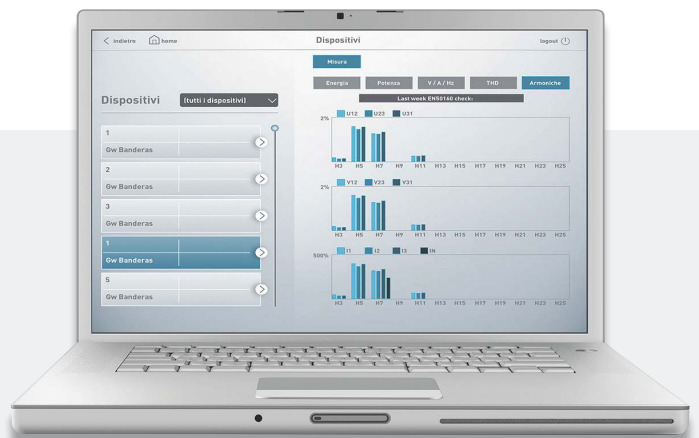 indietro home Dispositivi logout
Misura
Energia Potenza V / A / Hz THD Armoniche
Dispositivi (tutti i dispositivi)
Last week EN50160 check:
U12 U23 U31
2%
H3 H5 H7 H9 H11 H13 H15 H17 H19 H21 H23 H25
V12 V23 V31
2%
H3 H5 H7 H9 H11 H13 H15 H17 H19 H21 H23 H25
I1 I2 I3 IN
500%
H3 H5 H7 H9 H11 H13 H15 H17 H19 H21 H23 H25
1
Gw Banderas
2
Gw Banderas
3
Gw Banderas
1
Gw Banderas
5
Gw Banderas